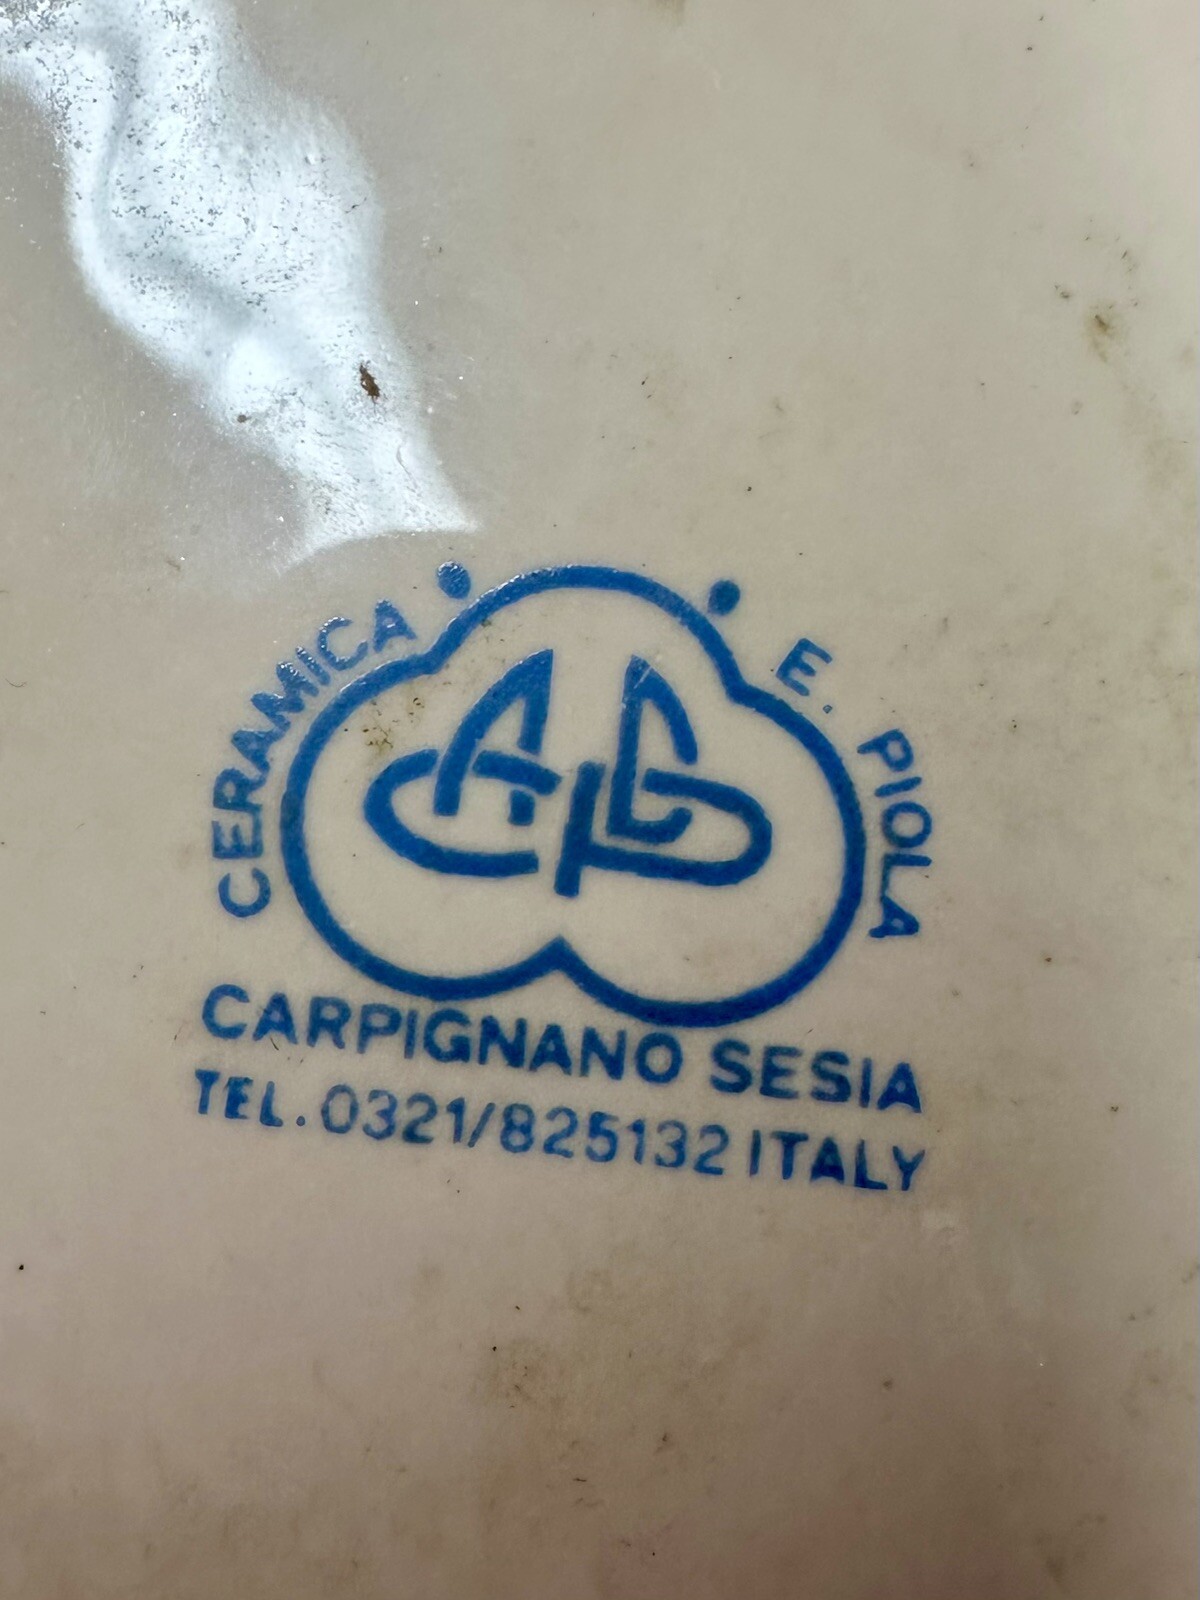 CERAMICA
E. PIOLA
CARPIGNANO SESIA
TEL. 0321/825132 ITALY